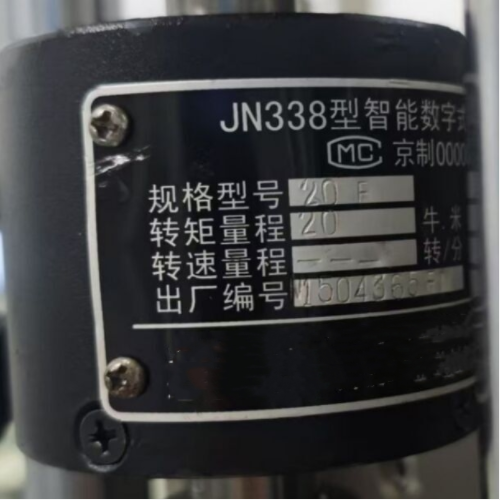 JN338型智能数字式
MC 京制0000
规格型号 20 F
转矩量程 20 牛.米
转速量程 --- 转/分
出厂编号 M1504365F